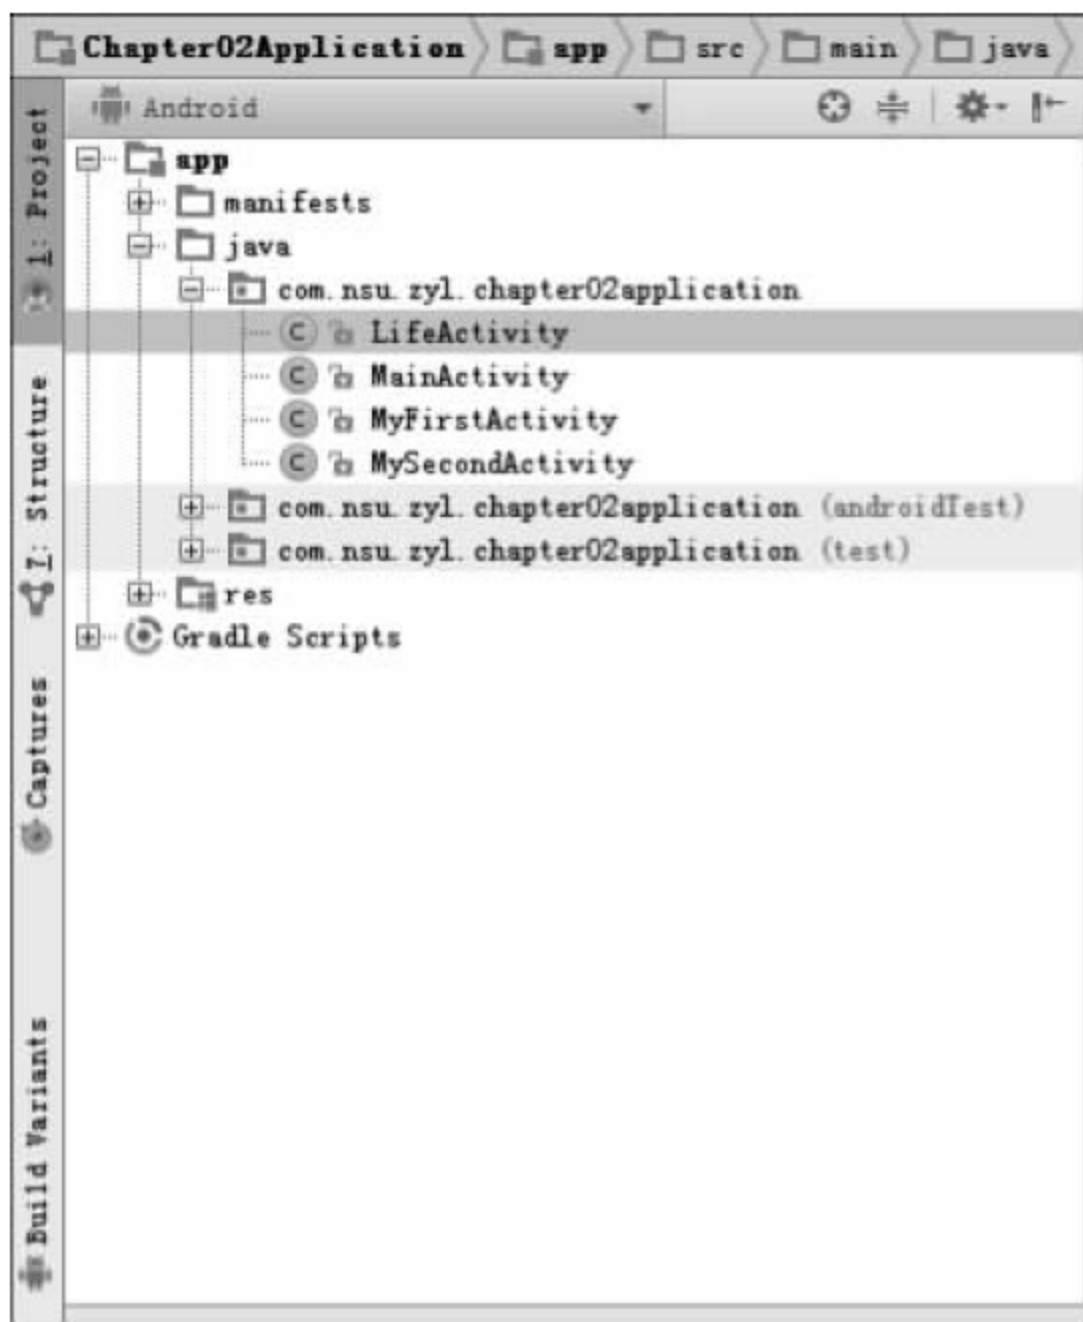 Chapter02Application app src main java
Android
1: Project
7: Structure
Captures
Build Variants
app
manifests
java
com.nsu.zyl.chapter02application
LifeActivity
MainActivity
MyFirstActivity
MySecondActivity
com.nsu.zyl.chapter02application (androidTest)
com.nsu.zyl.chapter02application (test)
res
Gradle Scripts